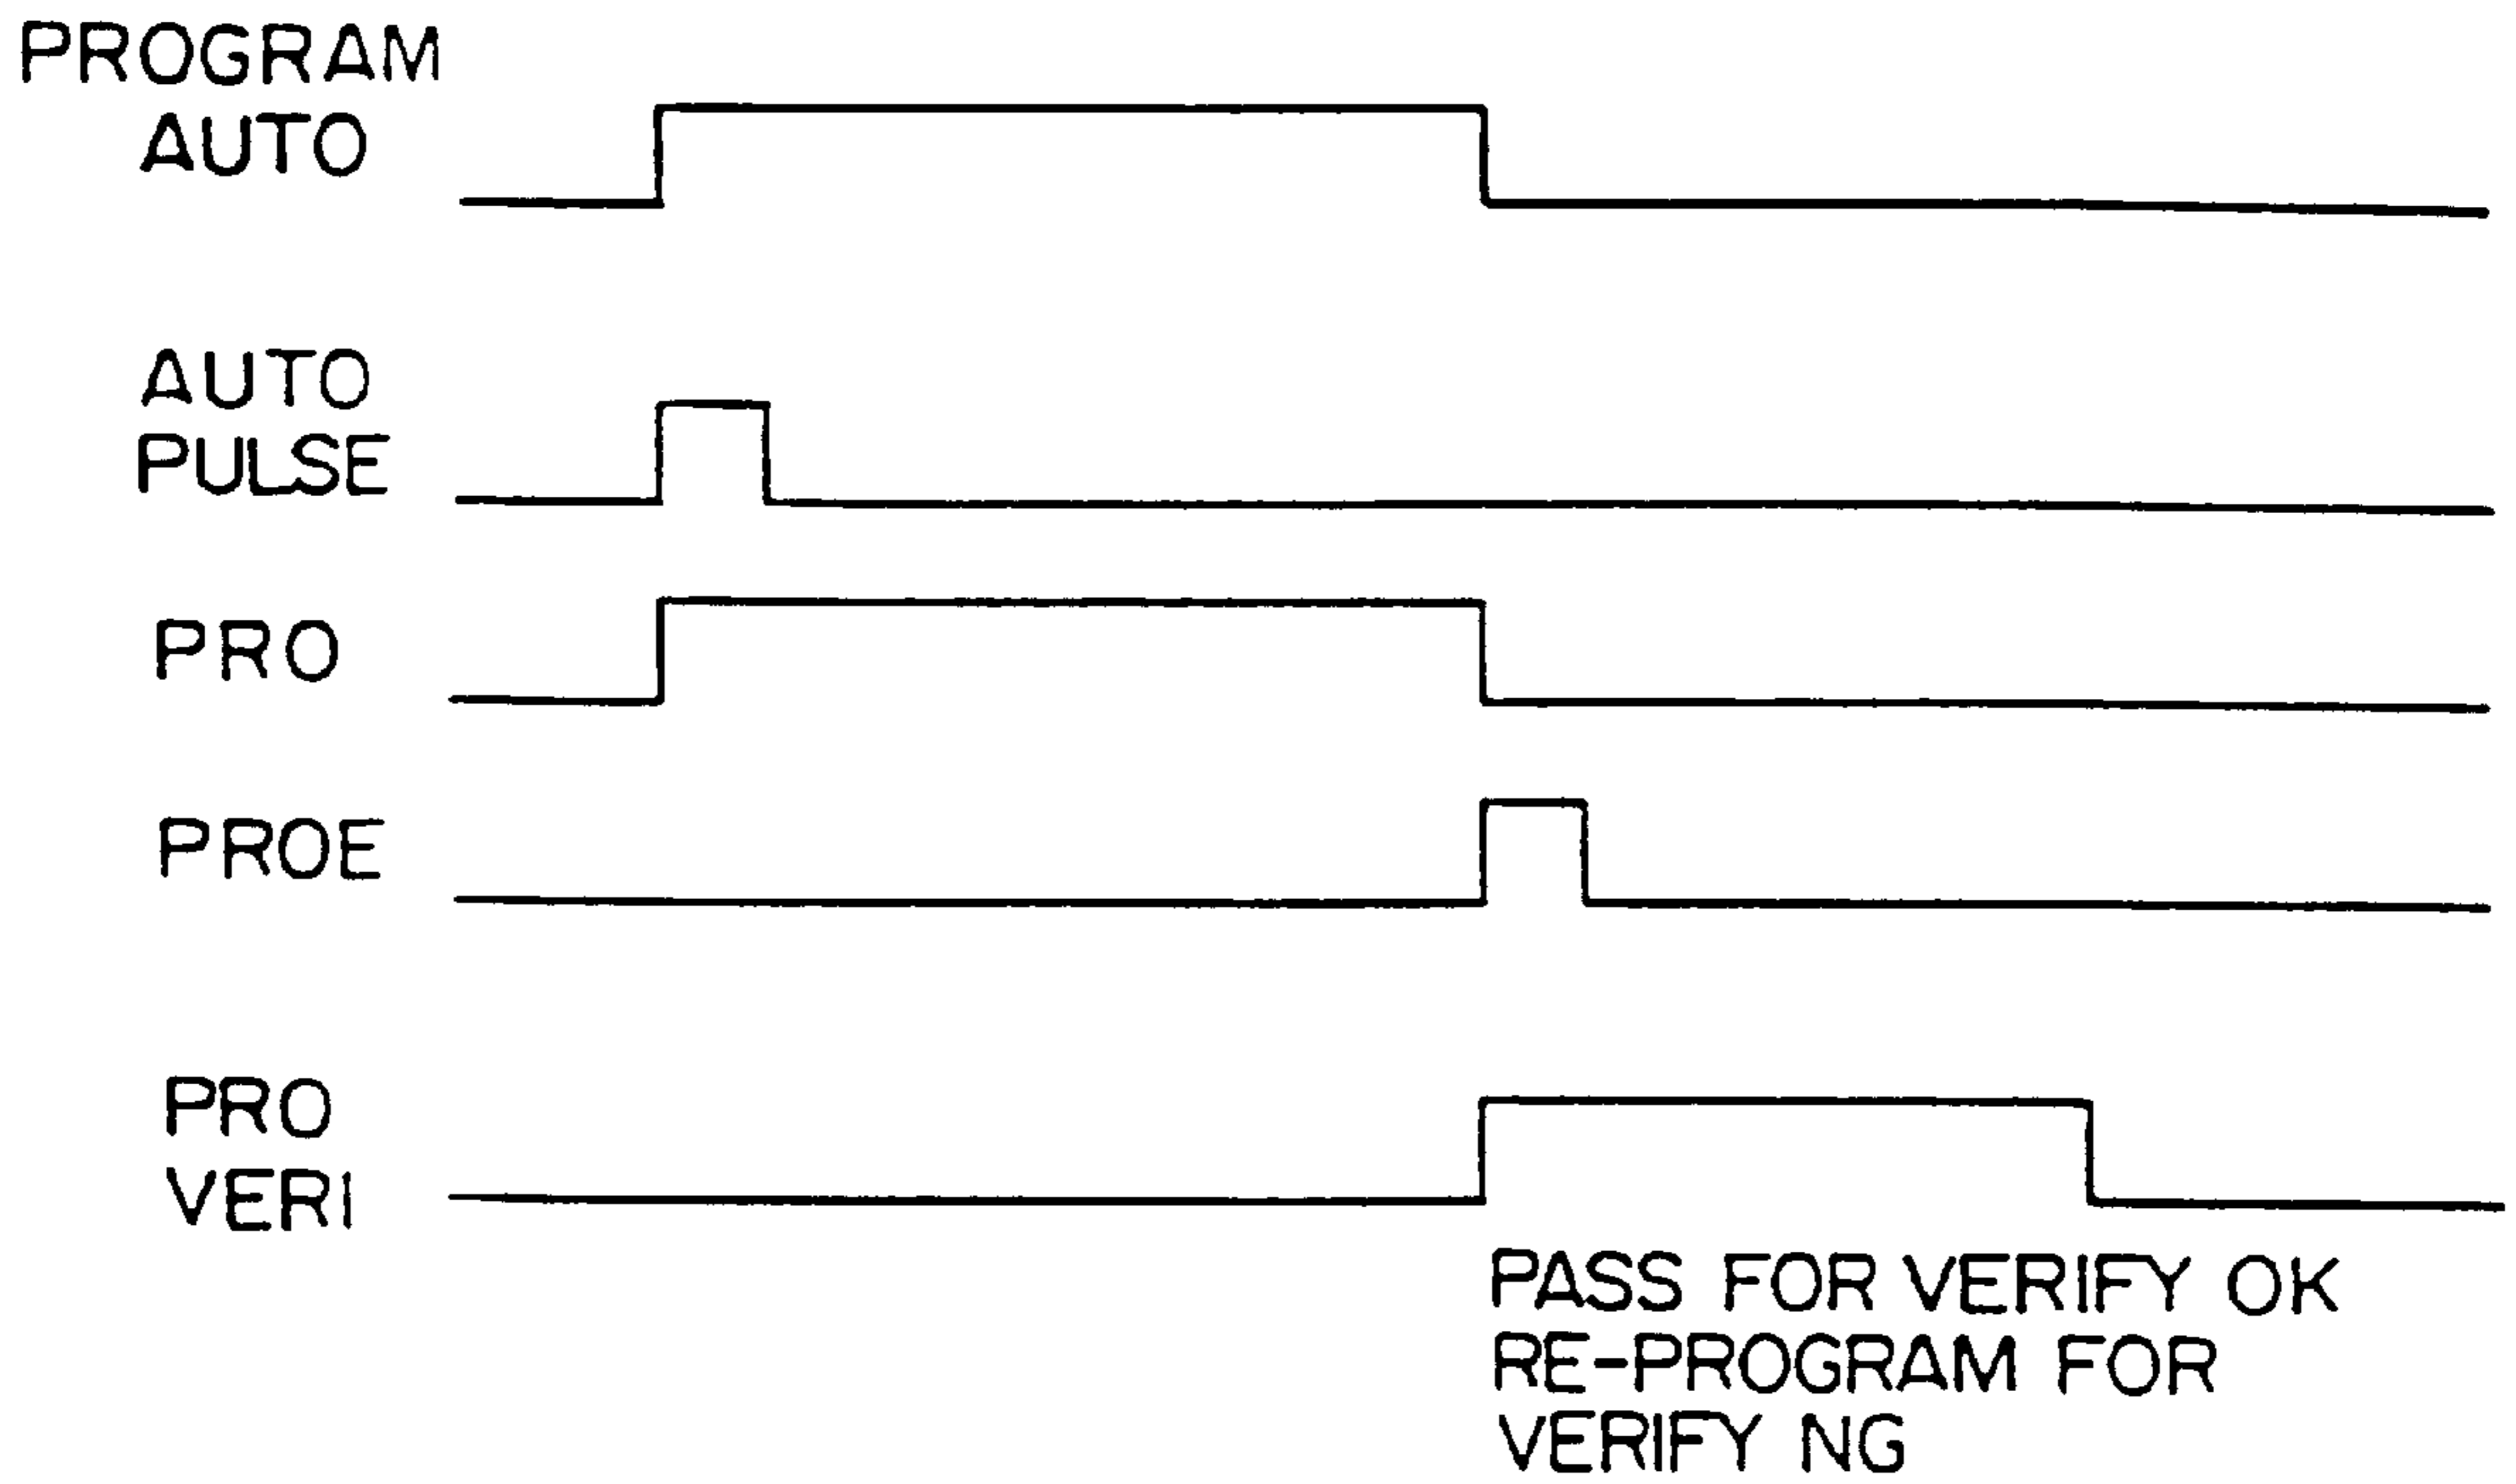 PROGRAM
AUTO
AUTO
PULSE
PRO
PROE
PRO
VERI
PASS FOR VERIFY OK
RE-PROGRAM FOR
VERIFY NG